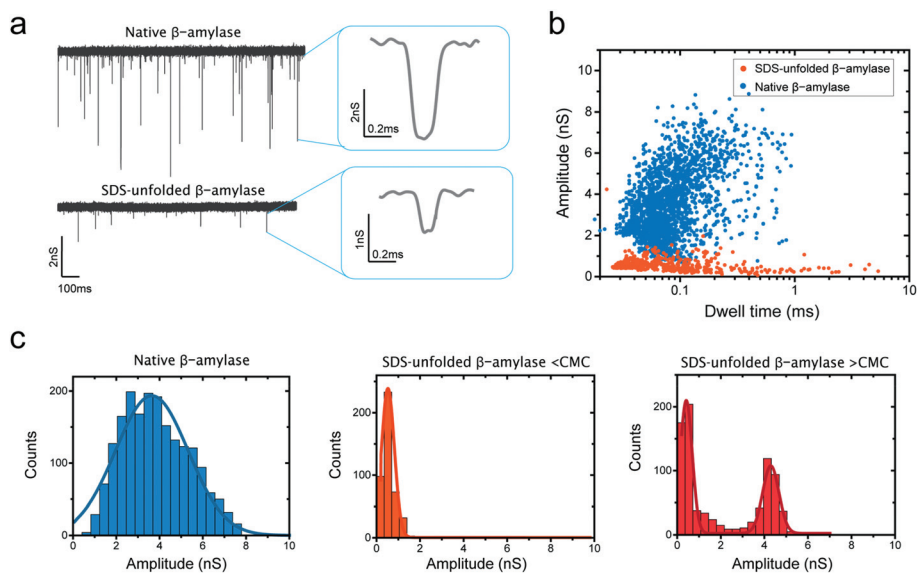 a
Native β-amylase
2nS
0.2ms
SDS-unfolded β-amylase
2nS
100ms
1nS
0.2ms
b
SDS-unfolded β-amylase
Native β-amylase
Amplitude (nS)
10
8
6
4
2
0
0.1
1
10
Dwell time (ms)
c
Native β-amylase
Counts
200
100
0
0
2
4
6
8
10
Amplitude (nS)
SDS-unfolded β-amylase <CMC
Counts
200
100
0
0
2
4
6
8
10
Amplitude (nS)
SDS-unfolded β-amylase >CMC
Counts
200
100
0
0
2
4
6
8
10
Amplitude (nS)